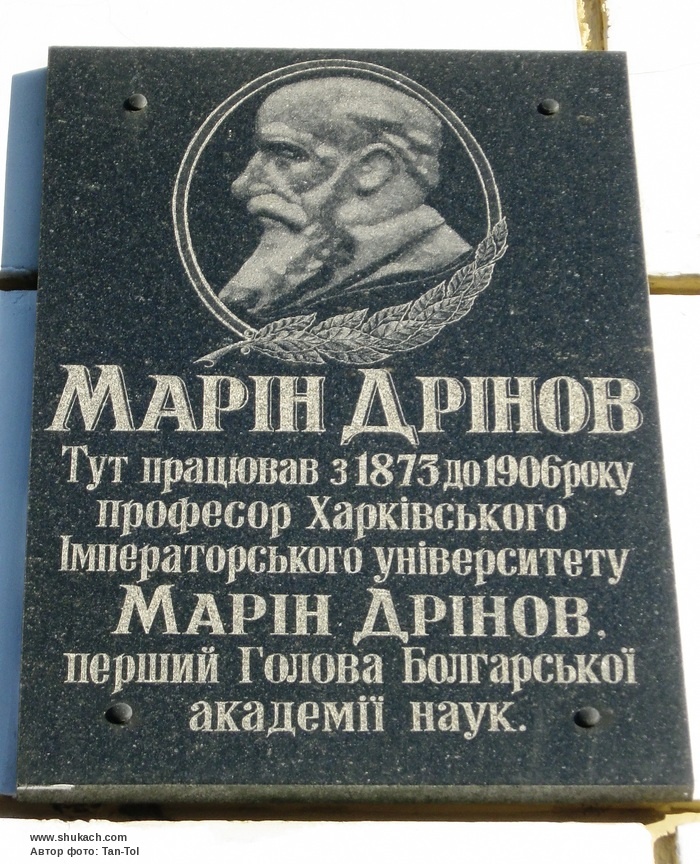 МАРІН ДРІНОВ
Тут працював з 1873 до 1906 року
професор Харківського
Імператорського університету
МАРІН ДРІНОВ,
перший Голова Болгарської
академії наук.
www.shukach.com
Автор фото: Tan-Tol